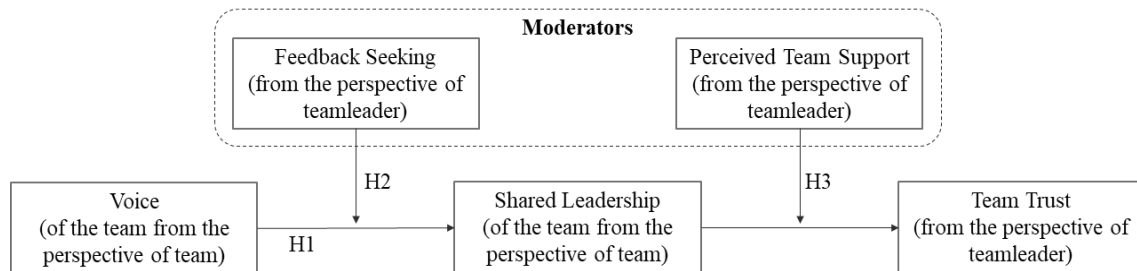 Moderators
Feedback Seeking
(from the perspective of
teamleader)
Perceived Team Support
(from the perspective of
teamleader)
H2
H3
Voice
(of the team from the
perspective of team)
H1
Shared Leadership
(of the team from the
perspective of team)
Team Trust
(from the perspective of
teamleader)